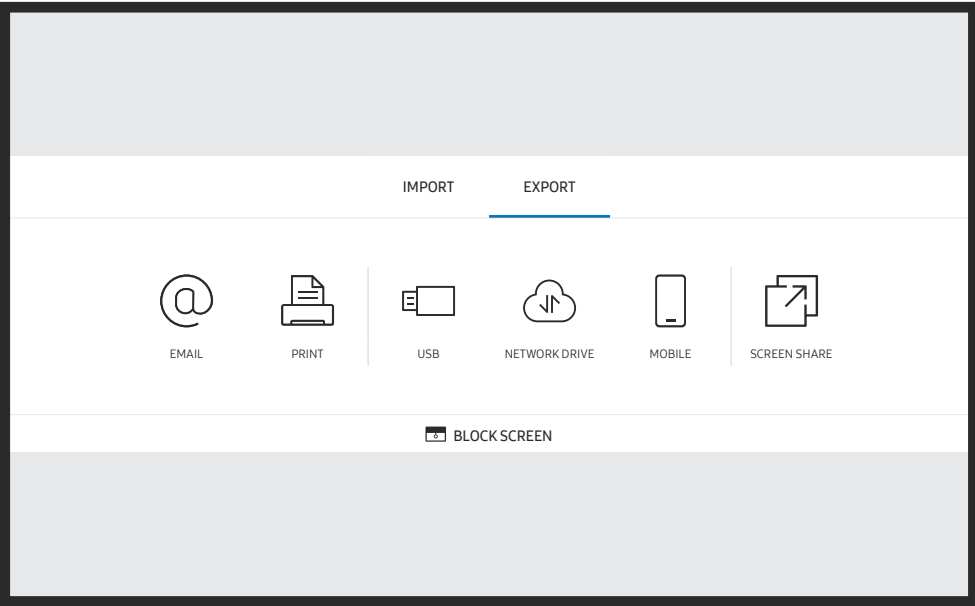 IMPORT EXPORT
EMAIL PRINT USB NETWORK DRIVE MOBILE SCREEN SHARE
BLOCK SCREEN